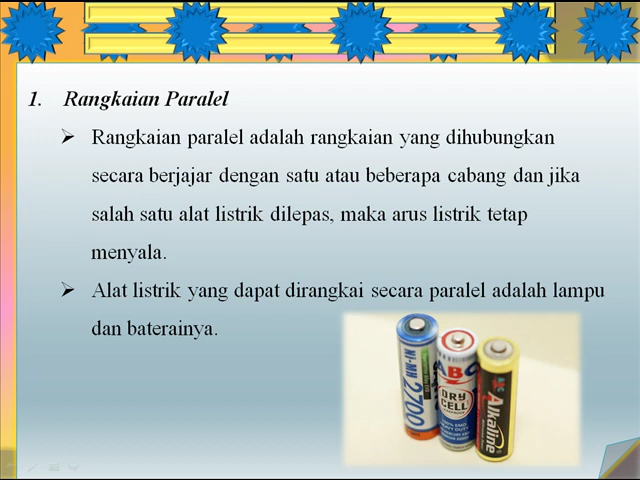 1. Rangkaian Paralel
➢ Rangkaian paralel adalah rangkaian yang dihubungkan
secara berjajar dengan satu atau beberapa cabang dan jika
salah satu alat listrik dilepas, maka arus listrik tetap
menyala.
➢ Alat listrik yang dapat dirangkai secara paralel adalah lampu
dan baterainya.
NI-MH 2700
ABC
DRY
CELL
Alkaline